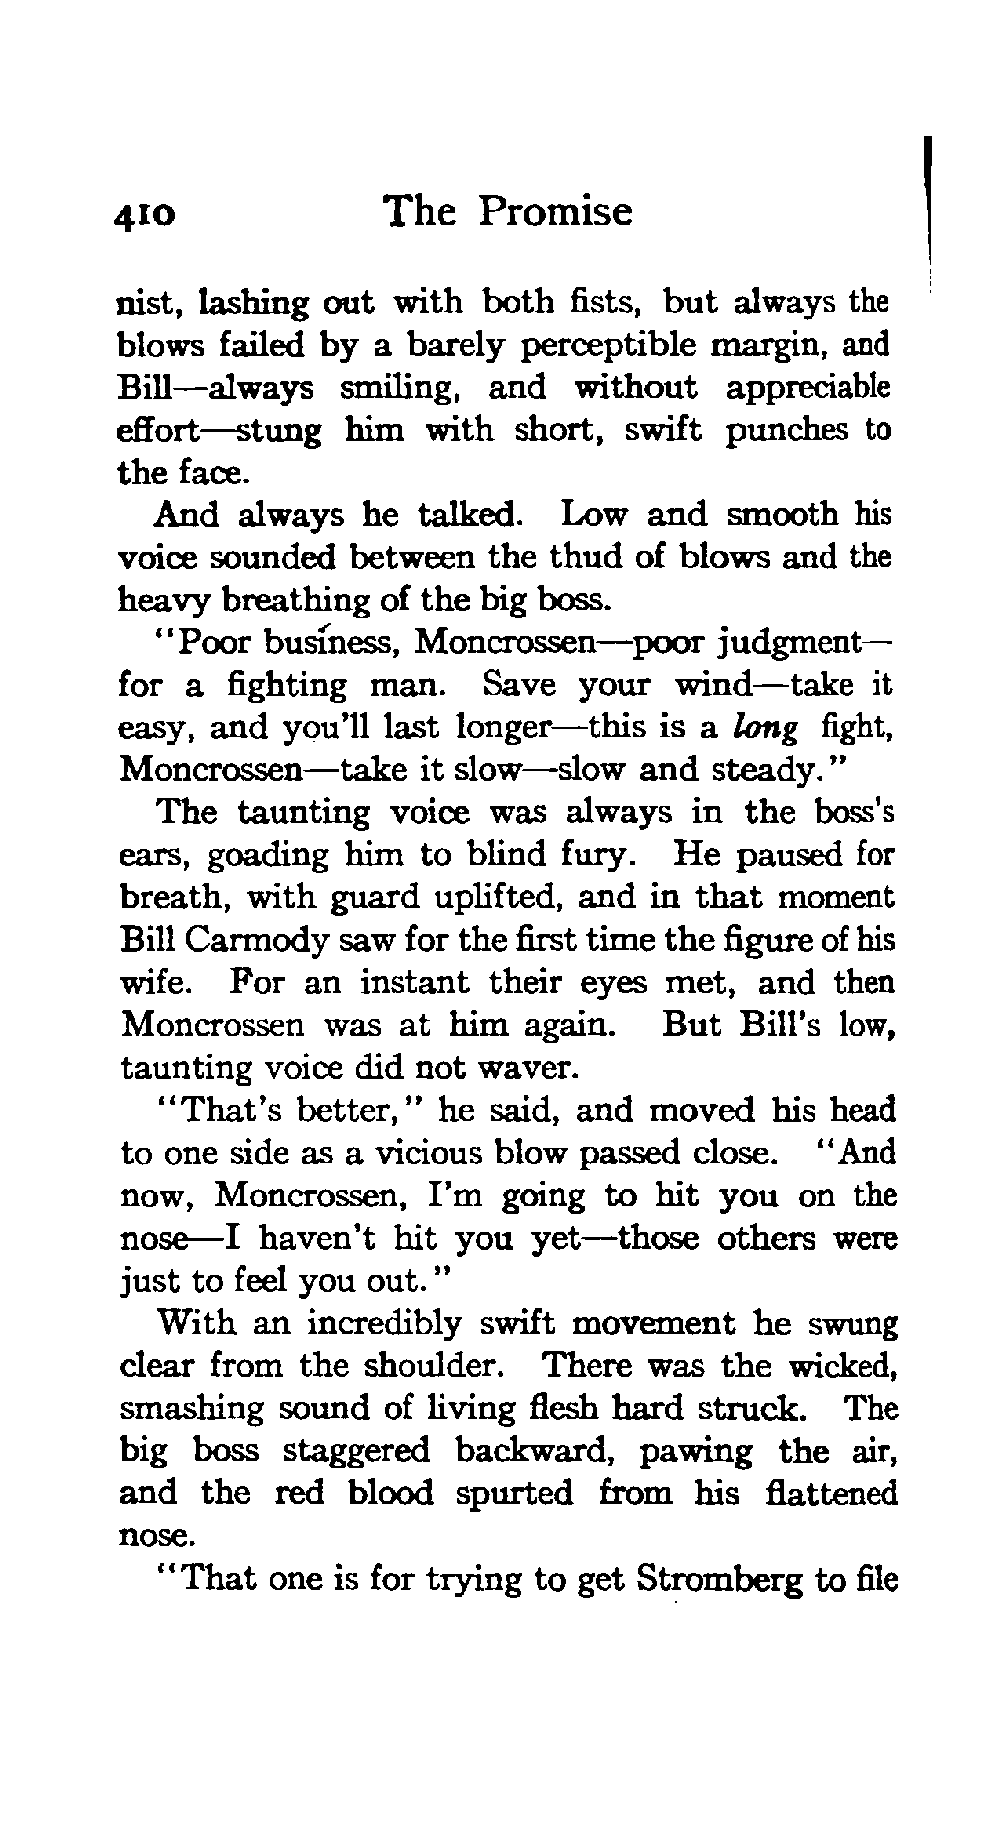 410 The Promise
nist, lashing out with both fists, but always the
blows failed by a barely perceptible margin, and
Bill—always smiling, and without appreciable
effort—stung him with short, swift punches to
the face.
And always he talked. Low and smooth his
voice sounded between the thud of blows and the
heavy breathing of the big boss.
"Poor business, Moncrossen—poor judgment—
for a fighting man. Save your wind—take it
easy, and you'll last longer—this is a long fight,
Moncrossen—take it slow—slow and steady."
The taunting voice was always in the boss's
ears, goading him to blind fury. He paused for
breath, with guard uplifted, and in that moment
Bill Carmody saw for the first time the figure of his
wife. For an instant their eyes met, and then
Moncrossen was at him again. But Bill's low,
taunting voice did not waver.
"That's better," he said, and moved his head
to one side as a vicious blow passed close. "And
now, Moncrossen, I'm going to hit you on the
nose—I haven't hit you yet—those others were
just to feel you out."
With an incredibly swift movement he swung
clear from the shoulder. There was the wicked,
smashing sound of living flesh hard struck. The
big boss staggered backward, pawing the air,
and the red blood spurted from his flattened
nose.
"That one is for trying to get Stromberg to file